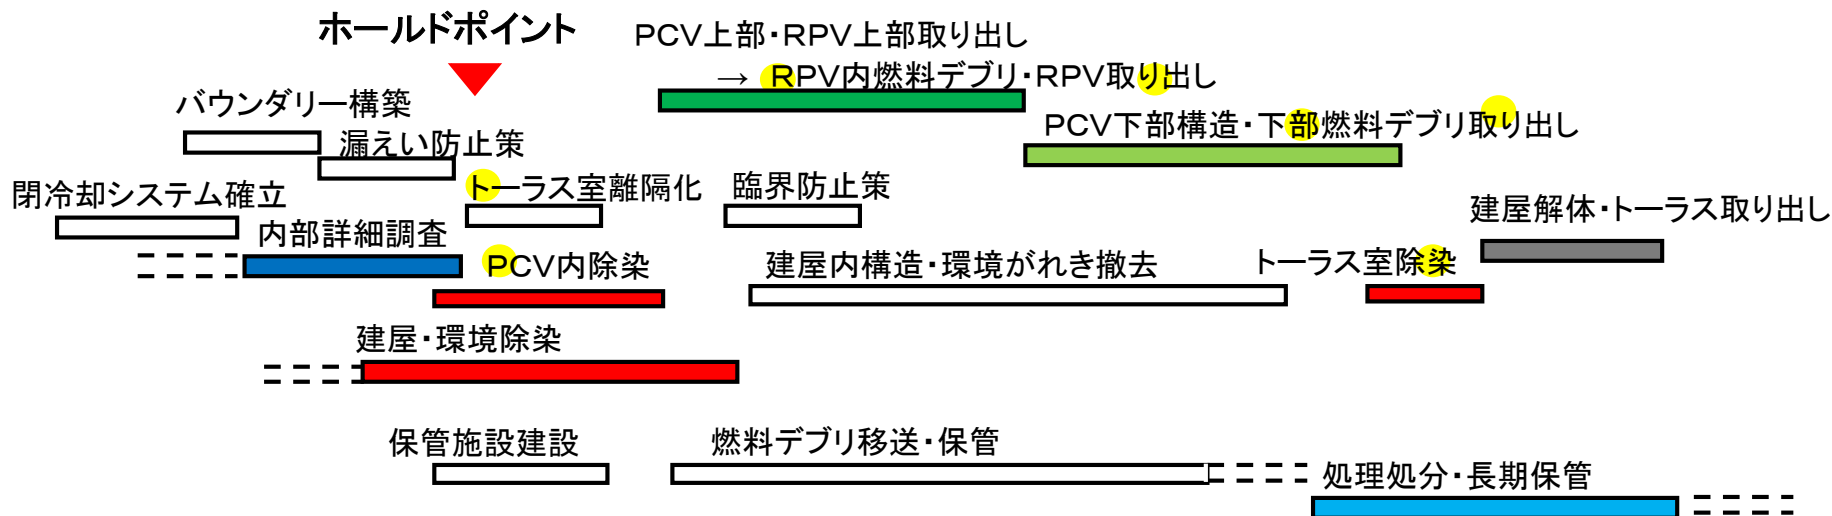 ホールドポイント
PCV上部・RPV上部取り出し
→ RPV内燃料デブリ・RPV取り出し
バウンダリー構築
PCV下部構造・下部燃料デブリ取り出し
漏えい防止策
閉冷却システム確立
トーラス室離隔化
臨界防止策
建屋解体・トーラス取り出し
内部詳細調査
PCV内除染
建屋内構造・環境がれき撤去
トーラス室除染
建屋・環境除染
保管施設建設
燃料デブリ移送・保管
処理処分・長期保管